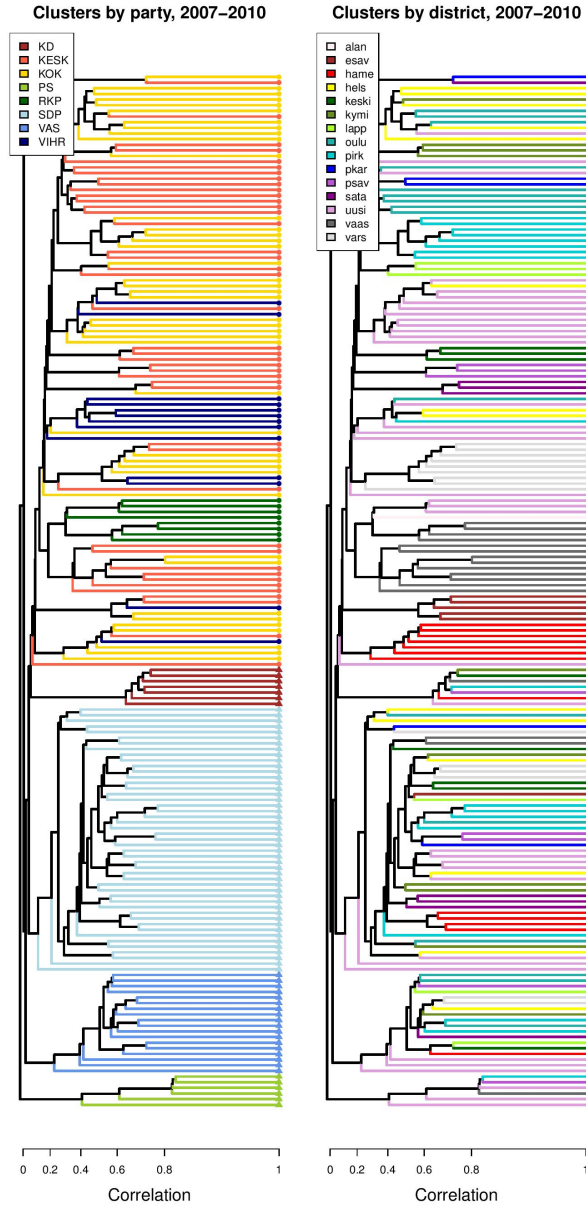 Clusters by party, 2007−2010
KD
KESK
KOK
PS
RKP
SDP
VAS
VIHR
0 0.2 0.4 0.6 0.8 1
Correlation
Clusters by district, 2007−2010
alan
esav
hame
hels
keski
kymi
lapp
oulu
pirk
pkar
psav
sata
uusi
vaas
vars
0 0.2 0.4 0.6 0.8 1
Correlation